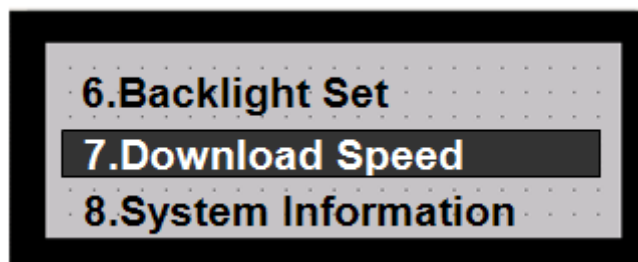 6.Backlight Set
7.Download Speed
8.System Information